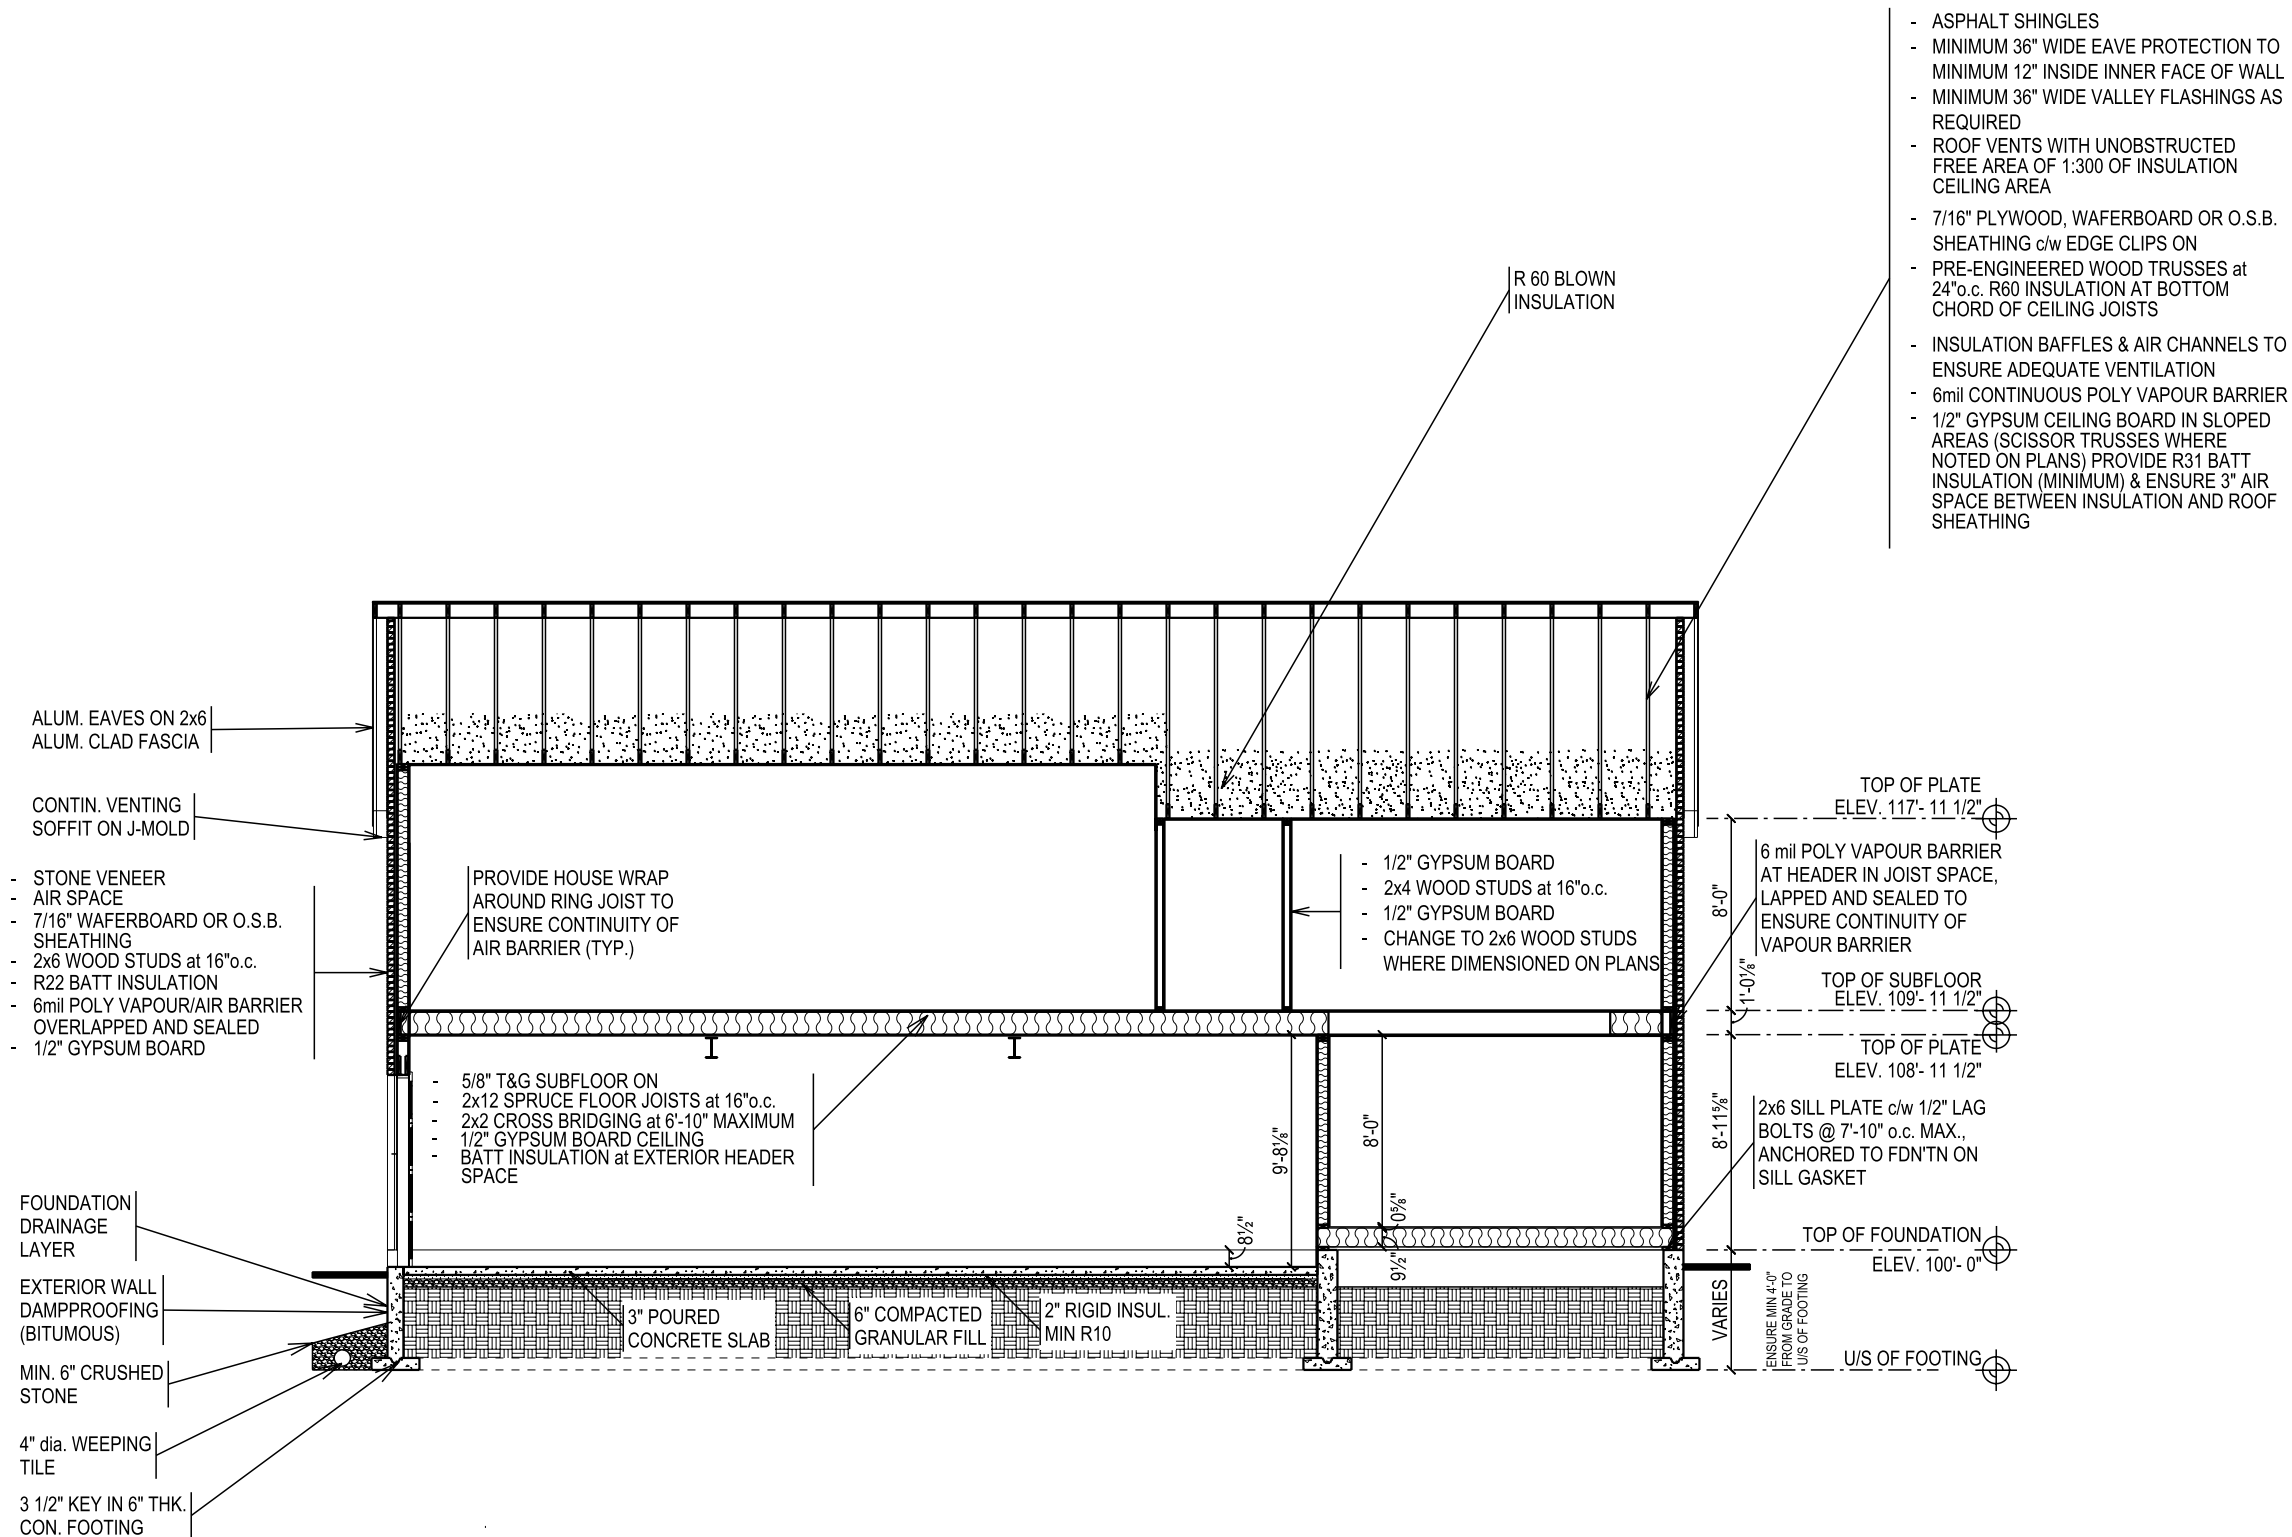 - ASPHALT SHINGLES
- MINIMUM 36" WIDE EAVE PROTECTION TO
MINIMUM 12" INSIDE INNER FACE OF WALL
- MINIMUM 36" WIDE VALLEY FLASHINGS AS
REQUIRED
- ROOF VENTS WITH UNOBSTRUCTED
FREE AREA OF 1:300 OF INSULATION
CEILING AREA
- 7/16" PLYWOOD, WAFERBOARD OR O.S.B.
SHEATHING c/w EDGE CLIPS ON
- PRE-ENGINEERED WOOD TRUSSES at
24"o.c. R60 INSULATION AT BOTTOM
CHORD OF CEILING JOISTS
- INSULATION BAFFLES & AIR CHANNELS TO
ENSURE ADEQUATE VENTILATION
- 6mil CONTINUOUS POLY VAPOUR BARRIER
- 1/2" GYPSUM CEILING BOARD IN SLOPED
AREAS (SCISSOR TRUSSES WHERE
NOTED ON PLANS) PROVIDE R31 BATT
INSULATION (MINIMUM) & ENSURE 3" AIR
SPACE BETWEEN INSULATION AND ROOF
SHEATHING
R 60 BLOWN
INSULATION
ALUM. EAVES ON 2x6
ALUM. CLAD FASCIA
CONTIN. VENTING
SOFFIT ON J-MOLD
- STONE VENEER
- AIR SPACE
- 7/16" WAFERBOARD OR O.S.B.
SHEATHING
- 2x6 WOOD STUDS at 16"o.c.
- R22 BATT INSULATION
- 6mil POLY VAPOUR/AIR BARRIER
OVERLAPPED AND SEALED
- 1/2" GYPSUM BOARD
PROVIDE HOUSE WRAP
AROUND RING JOIST TO
ENSURE CONTINUITY OF
AIR BARRIER (TYP.)
- 1/2" GYPSUM BOARD
- 2x4 WOOD STUDS at 16"o.c.
- 1/2" GYPSUM BOARD
- CHANGE TO 2x6 WOOD STUDS
WHERE DIMENSIONED ON PLANS
TOP OF PLATE
ELEV. 117'- 11 1/2"
8'-0"
6 mil POLY VAPOUR BARRIER
AT HEADER IN JOIST SPACE,
LAPPED AND SEALED TO
ENSURE CONTINUITY OF
VAPOUR BARRIER
1'-0⅛"
TOP OF SUBFLOOR
ELEV. 109'- 11 1/2"
TOP OF PLATE
ELEV. 108'- 11 1/2"
8'-11⅝"
2x6 SILL PLATE c/w 1/2" LAG
BOLTS @ 7'-10" o.c. MAX.,
ANCHORED TO FDN'TN ON
SILL GASKET
- 5/8" T&G SUBFLOOR ON
- 2x12 SPRUCE FLOOR JOISTS at 16"o.c.
- 2x2 CROSS BRIDGING at 6'-10" MAXIMUM
- 1/2" GYPSUM BOARD CEILING
- BATT INSULATION at EXTERIOR HEADER
SPACE
9'-8⅛"
8'-0"
8½"
0⅝"
9½"
TOP OF FOUNDATION
ELEV. 100'- 0"
VARIES
ENSURE MIN 4'-0"
FROM GRADE TO
U/S OF FOOTING
U/S OF FOOTING
FOUNDATION
DRAINAGE
LAYER
EXTERIOR WALL
DAMPPROOFING
(BITUMOUS)
MIN. 6" CRUSHED
STONE
4" dia. WEEPING
TILE
3 1/2" KEY IN 6" THK.
CON. FOOTING
3" POURED
CONCRETE SLAB
6" COMPACTED
GRANULAR FILL
2" RIGID INSUL.
MIN R10